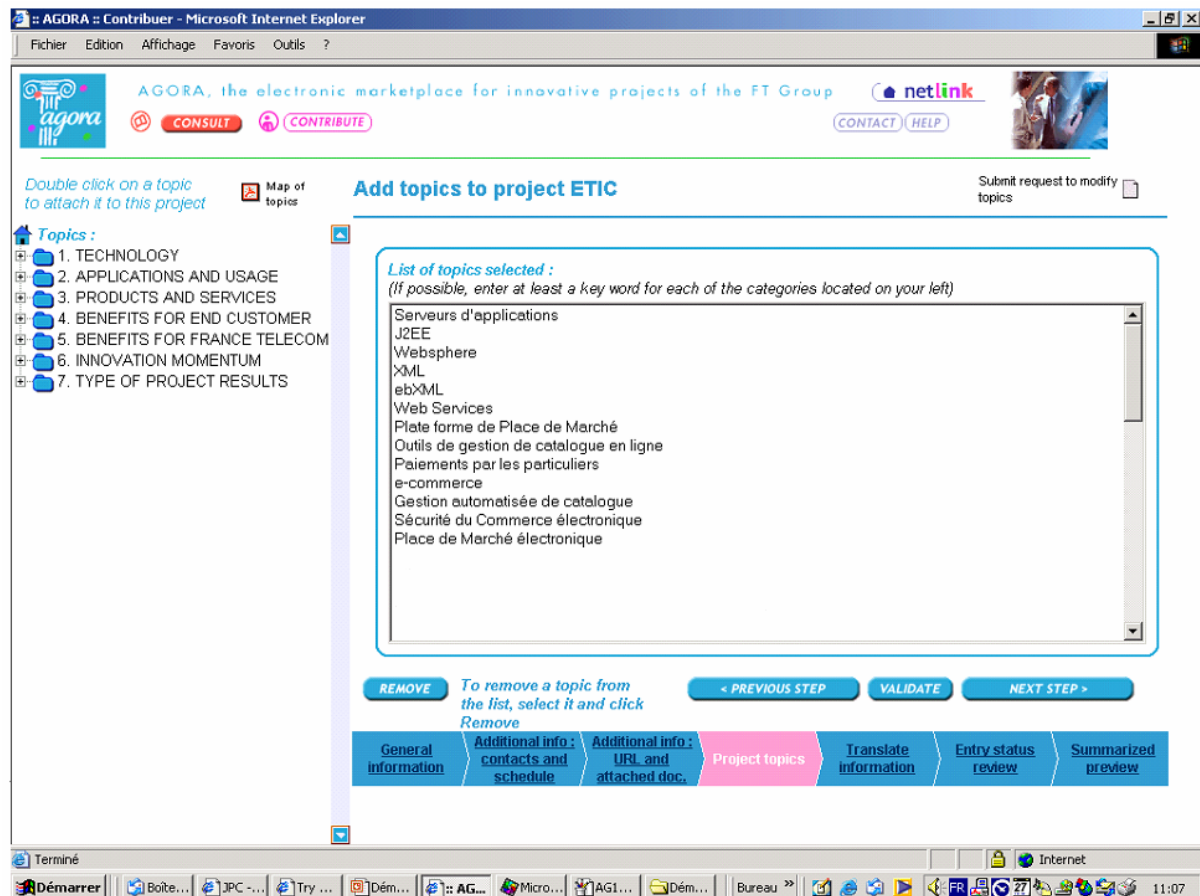 :: AGORA :: Contribuer - Microsoft Internet Explorer
Fichier Edition Affichage Favoris Outils ?
agora
AGORA, the electronic marketplace for innovative projects of the FT Group
netlink
CONSULT
CONTRIBUTE
CONTACT
HELP
Double click on a topic
to attach it to this project
Map of
topics
Add topics to project ETIC
Submit request to modify
topics
Topics :
1. TECHNOLOGY
2. APPLICATIONS AND USAGE
3. PRODUCTS AND SERVICES
4. BENEFITS FOR END CUSTOMER
5. BENEFITS FOR FRANCE TELECOM
6. INNOVATION MOMENTUM
7. TYPE OF PROJECT RESULTS
List of topics selected :
(If possible, enter at least a key word for each of the categories located on your left)
Serveurs d'applications
J2EE
Websphere
XML
ebXML
Web Services
Plate forme de Place de Marché
Outils de gestion de catalogue en ligne
Paiements par les particuliers
e-commerce
Gestion automatisée de catalogue
Sécurité du Commerce électronique
Place de Marché électronique
REMOVE
To remove a topic from
the list, select it and click
Remove
< PREVIOUS STEP
VALIDATE
NEXT STEP >
General
information
Additional info :
contacts and
schedule
Additional info :
URL and
attached doc.
Project topics
Translate
information
Entry status
review
Summarized
preview
Terminé
Internet
Démarrer
Boîte...
JPC -...
Try ...
Dém...
:: AG...
Micro...
AG1...
Dém...
Bureau »
FR
27
11:07